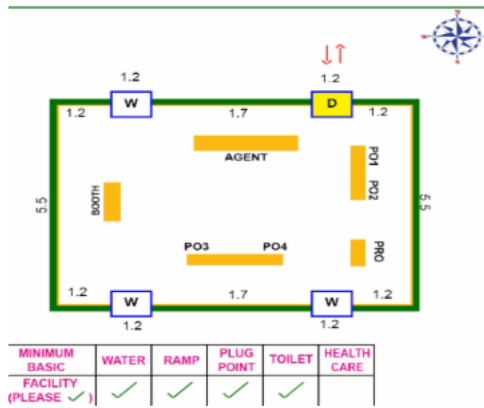 1.2 1.2
W D
1.2 1.7 1.2
AGENT
PO1
PO2
BOOTH
5.5 5.5
PO3 PO4
PRO
1.2 1.7 1.2
W W
1.2 1.2
MINIMUM BASIC FACILITY (PLEASE ✓) WATER RAMP PLUG POINT TOILET HEALTH CARE
✓ ✓ ✓ ✓